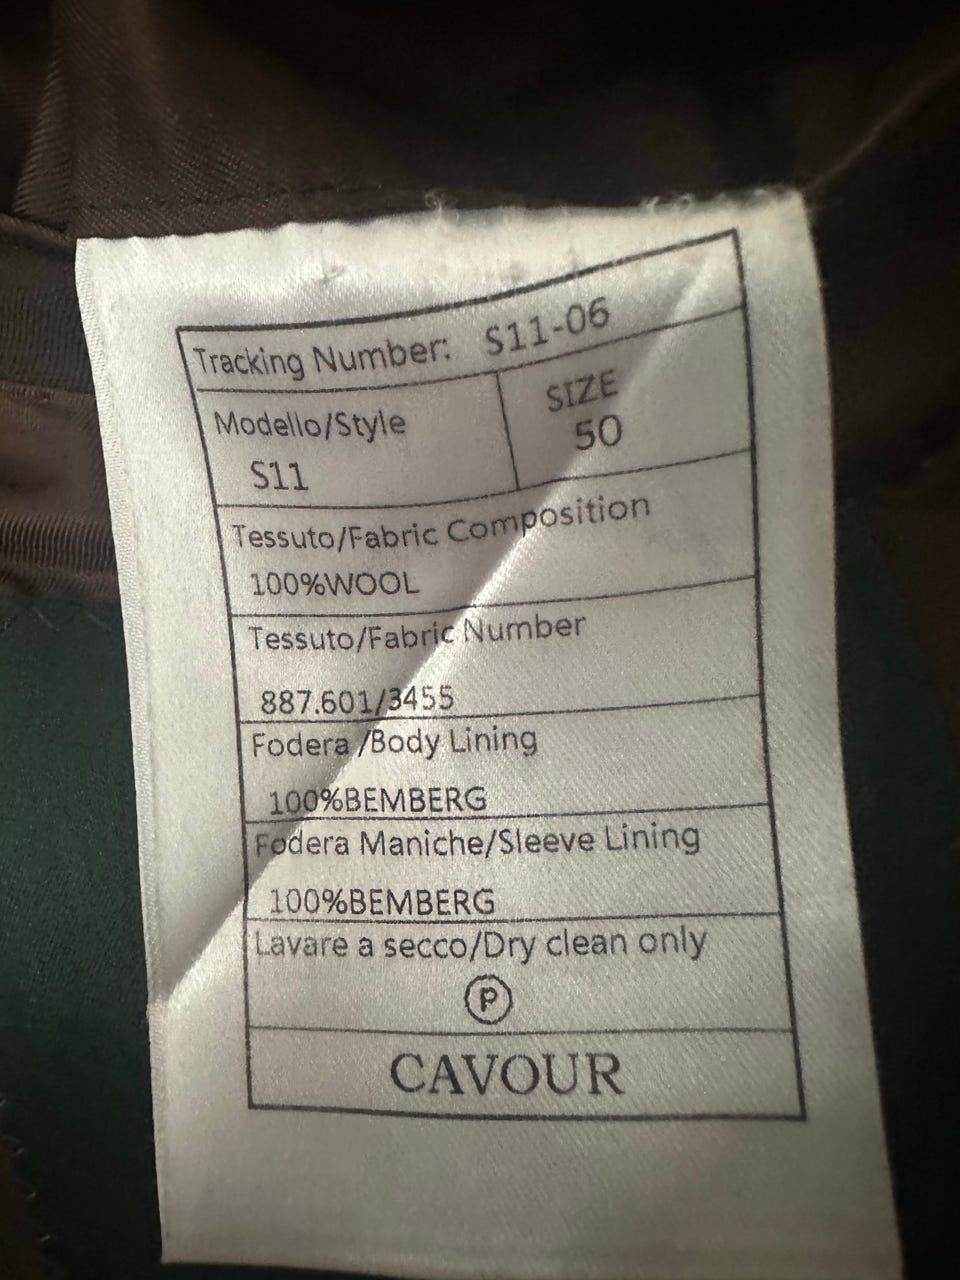 Tracking Number: S11-06
Modello/Style
S11
SIZE
50
Tessuto/Fabric Composition
100%WOOL
Tessuto/Fabric Number
887.601/3455
Fodera /Body Lining
100%BEMBERG
Fodera Maniche/Sleeve Lining
100%BEMBERG
Lavare a secco/Dry clean only
P
CAVOUR